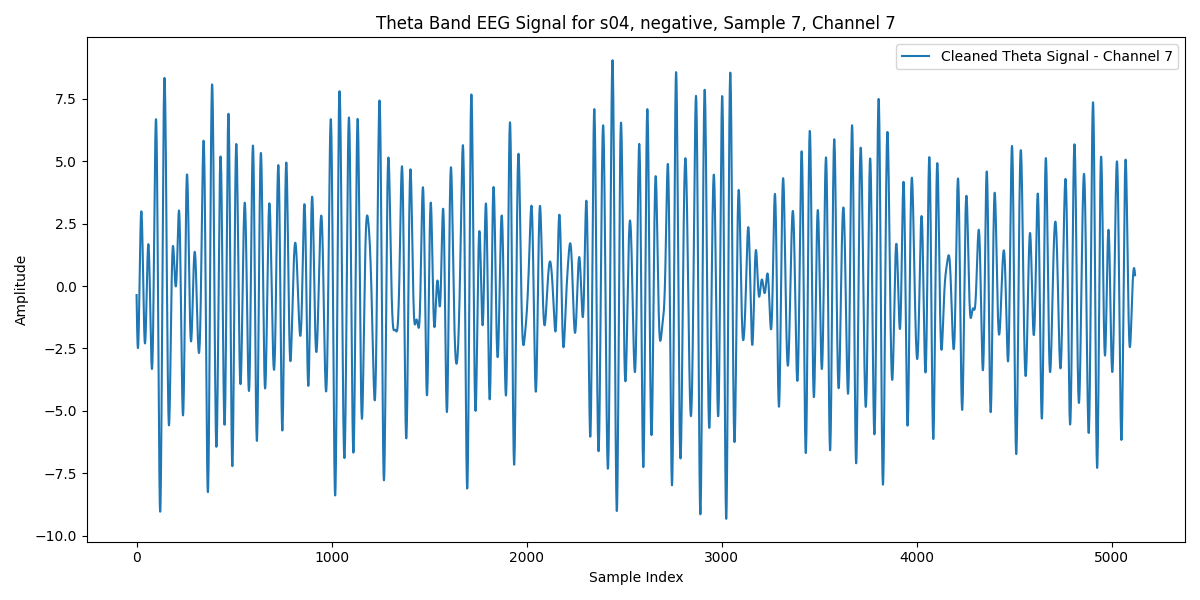 Theta Band EEG Signal for s04, negative, Sample 7, Channel 7
Cleaned Theta Signal - Channel 7
Amplitude
7.5
5.0
2.5
0.0
−2.5
−5.0
−7.5
−10.0
0 1000 2000 3000 4000 5000
Sample Index